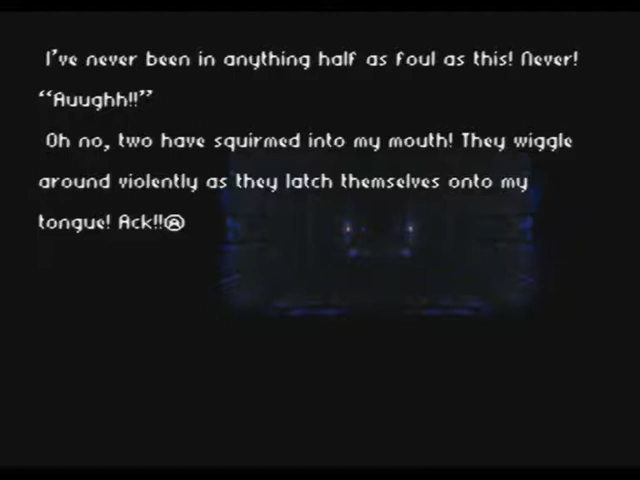 I've never been in anything half as foul as this! Never!
“Auughh!!”
Oh no, two have squirmed into my mouth! They wiggle
around violently as they latch themselves onto my
tongue! Ack!!Ⓐ